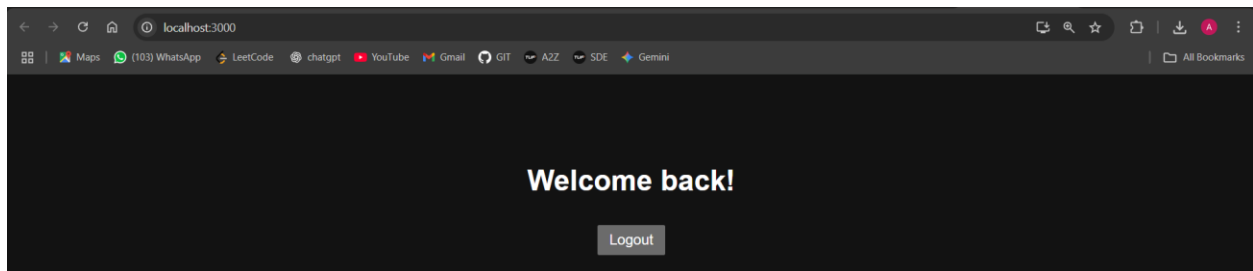 localhost:3000
A
Maps (103) WhatsApp LeetCode chatgpt YouTube Gmail GIT A2Z SDE Gemini All Bookmarks
Welcome back!
Logout